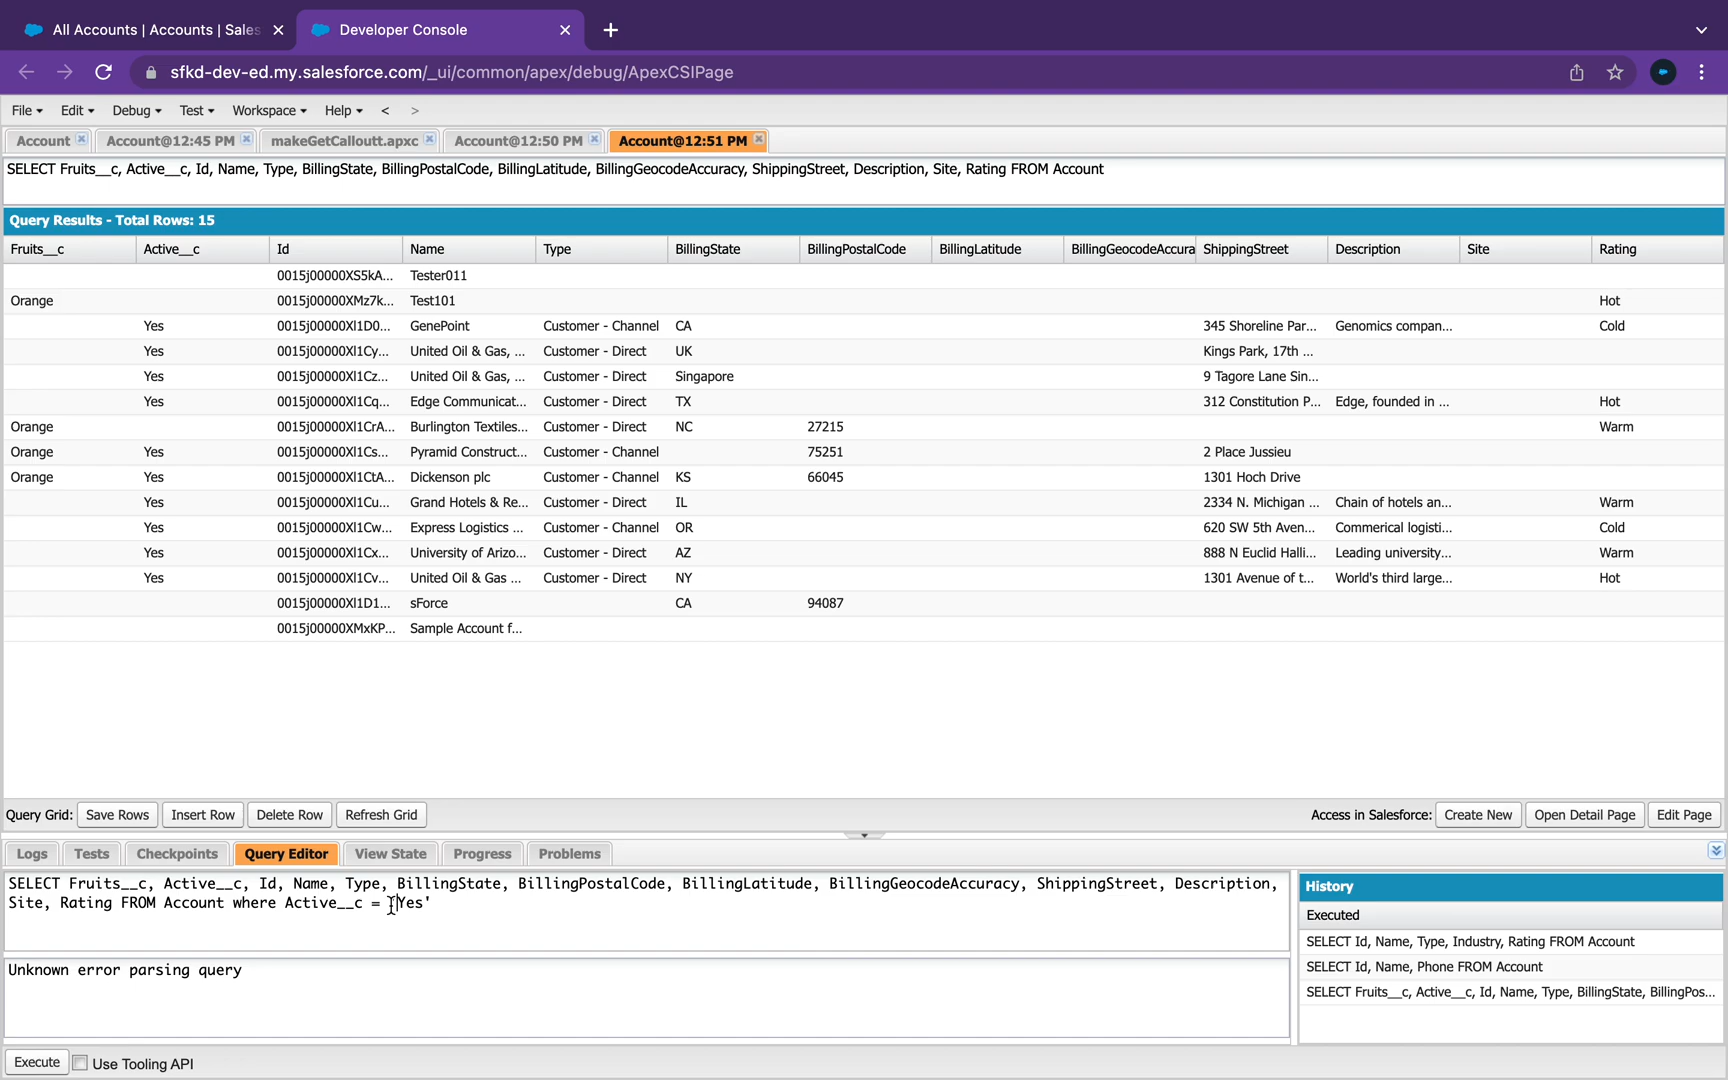 All Accounts | Accounts | Sales
Developer Console
sfkd-dev-ed.my.salesforce.com/_ui/common/apex/debug/ApexCSIPage
File Edit Debug Test Workspace Help < >
Account Account@12:45 PM makeGetCalloutt.apxc Account@12:50 PM Account@12:51 PM
SELECT Fruits__c, Active__c, Id, Name, Type, BillingState, BillingPostalCode, BillingLatitude, BillingGeocodeAccuracy, ShippingStreet, Description, Site, Rating FROM Account
Query Results - Total Rows: 15
Fruits__c Active__c Id Name Type BillingState BillingPostalCode BillingLatitude BillingGeocodeAccura ShippingStreet Description Site Rating
0015j00000XS5kA... Tester011
Orange 0015j00000XMz7k... Test101 Hot
Yes 0015j00000Xl1D0... GenePoint Customer - Channel CA 345 Shoreline Par... Genomics compan... Cold
Yes 0015j00000Xl1Cy... United Oil & Gas, ... Customer - Direct UK Kings Park, 17th ...
Yes 0015j00000Xl1Cz... United Oil & Gas, ... Customer - Direct Singapore 9 Tagore Lane Sin...
Yes 0015j00000Xl1Cq... Edge Communicat... Customer - Direct TX 312 Constitution P... Edge, founded in ... Hot
Orange 0015j00000Xl1CrA... Burlington Textiles... Customer - Direct NC 27215 Warm
Orange Yes 0015j00000Xl1Cs... Pyramid Construct... Customer - Channel 75251 2 Place Jussieu
Orange Yes 0015j00000Xl1CtA... Dickenson plc Customer - Channel KS 66045 1301 Hoch Drive
Yes 0015j00000Xl1Cu... Grand Hotels & Re... Customer - Direct IL 2334 N. Michigan ... Chain of hotels an... Warm
Yes 0015j00000Xl1Cw... Express Logistics ... Customer - Channel OR 620 SW 5th Aven... Commerical logisti... Cold
Yes 0015j00000Xl1Cx... University of Arizo... Customer - Direct AZ 888 N Euclid Halli... Leading university... Warm
Yes 0015j00000Xl1Cv... United Oil & Gas ... Customer - Direct NY 1301 Avenue of t... World's third large... Hot
0015j00000Xl1D1... sForce CA 94087
0015j00000XMxKP... Sample Account f...
Query Grid: Save Rows Insert Row Delete Row Refresh Grid Access in Salesforce: Create New Open Detail Page Edit Page
Logs Tests Checkpoints Query Editor View State Progress Problems
SELECT Fruits__c, Active__c, Id, Name, Type, BillingState, BillingPostalCode, BillingLatitude, BillingGeocodeAccuracy, ShippingStreet, Description,
Site, Rating FROM Account where Active__c = 'Yes'
Unknown error parsing query
History
Executed
SELECT Id, Name, Type, Industry, Rating FROM Account
SELECT Id, Name, Phone FROM Account
SELECT Fruits__c, Active__c, Id, Name, Type, BillingState, BillingPos...
Execute Use Tooling API